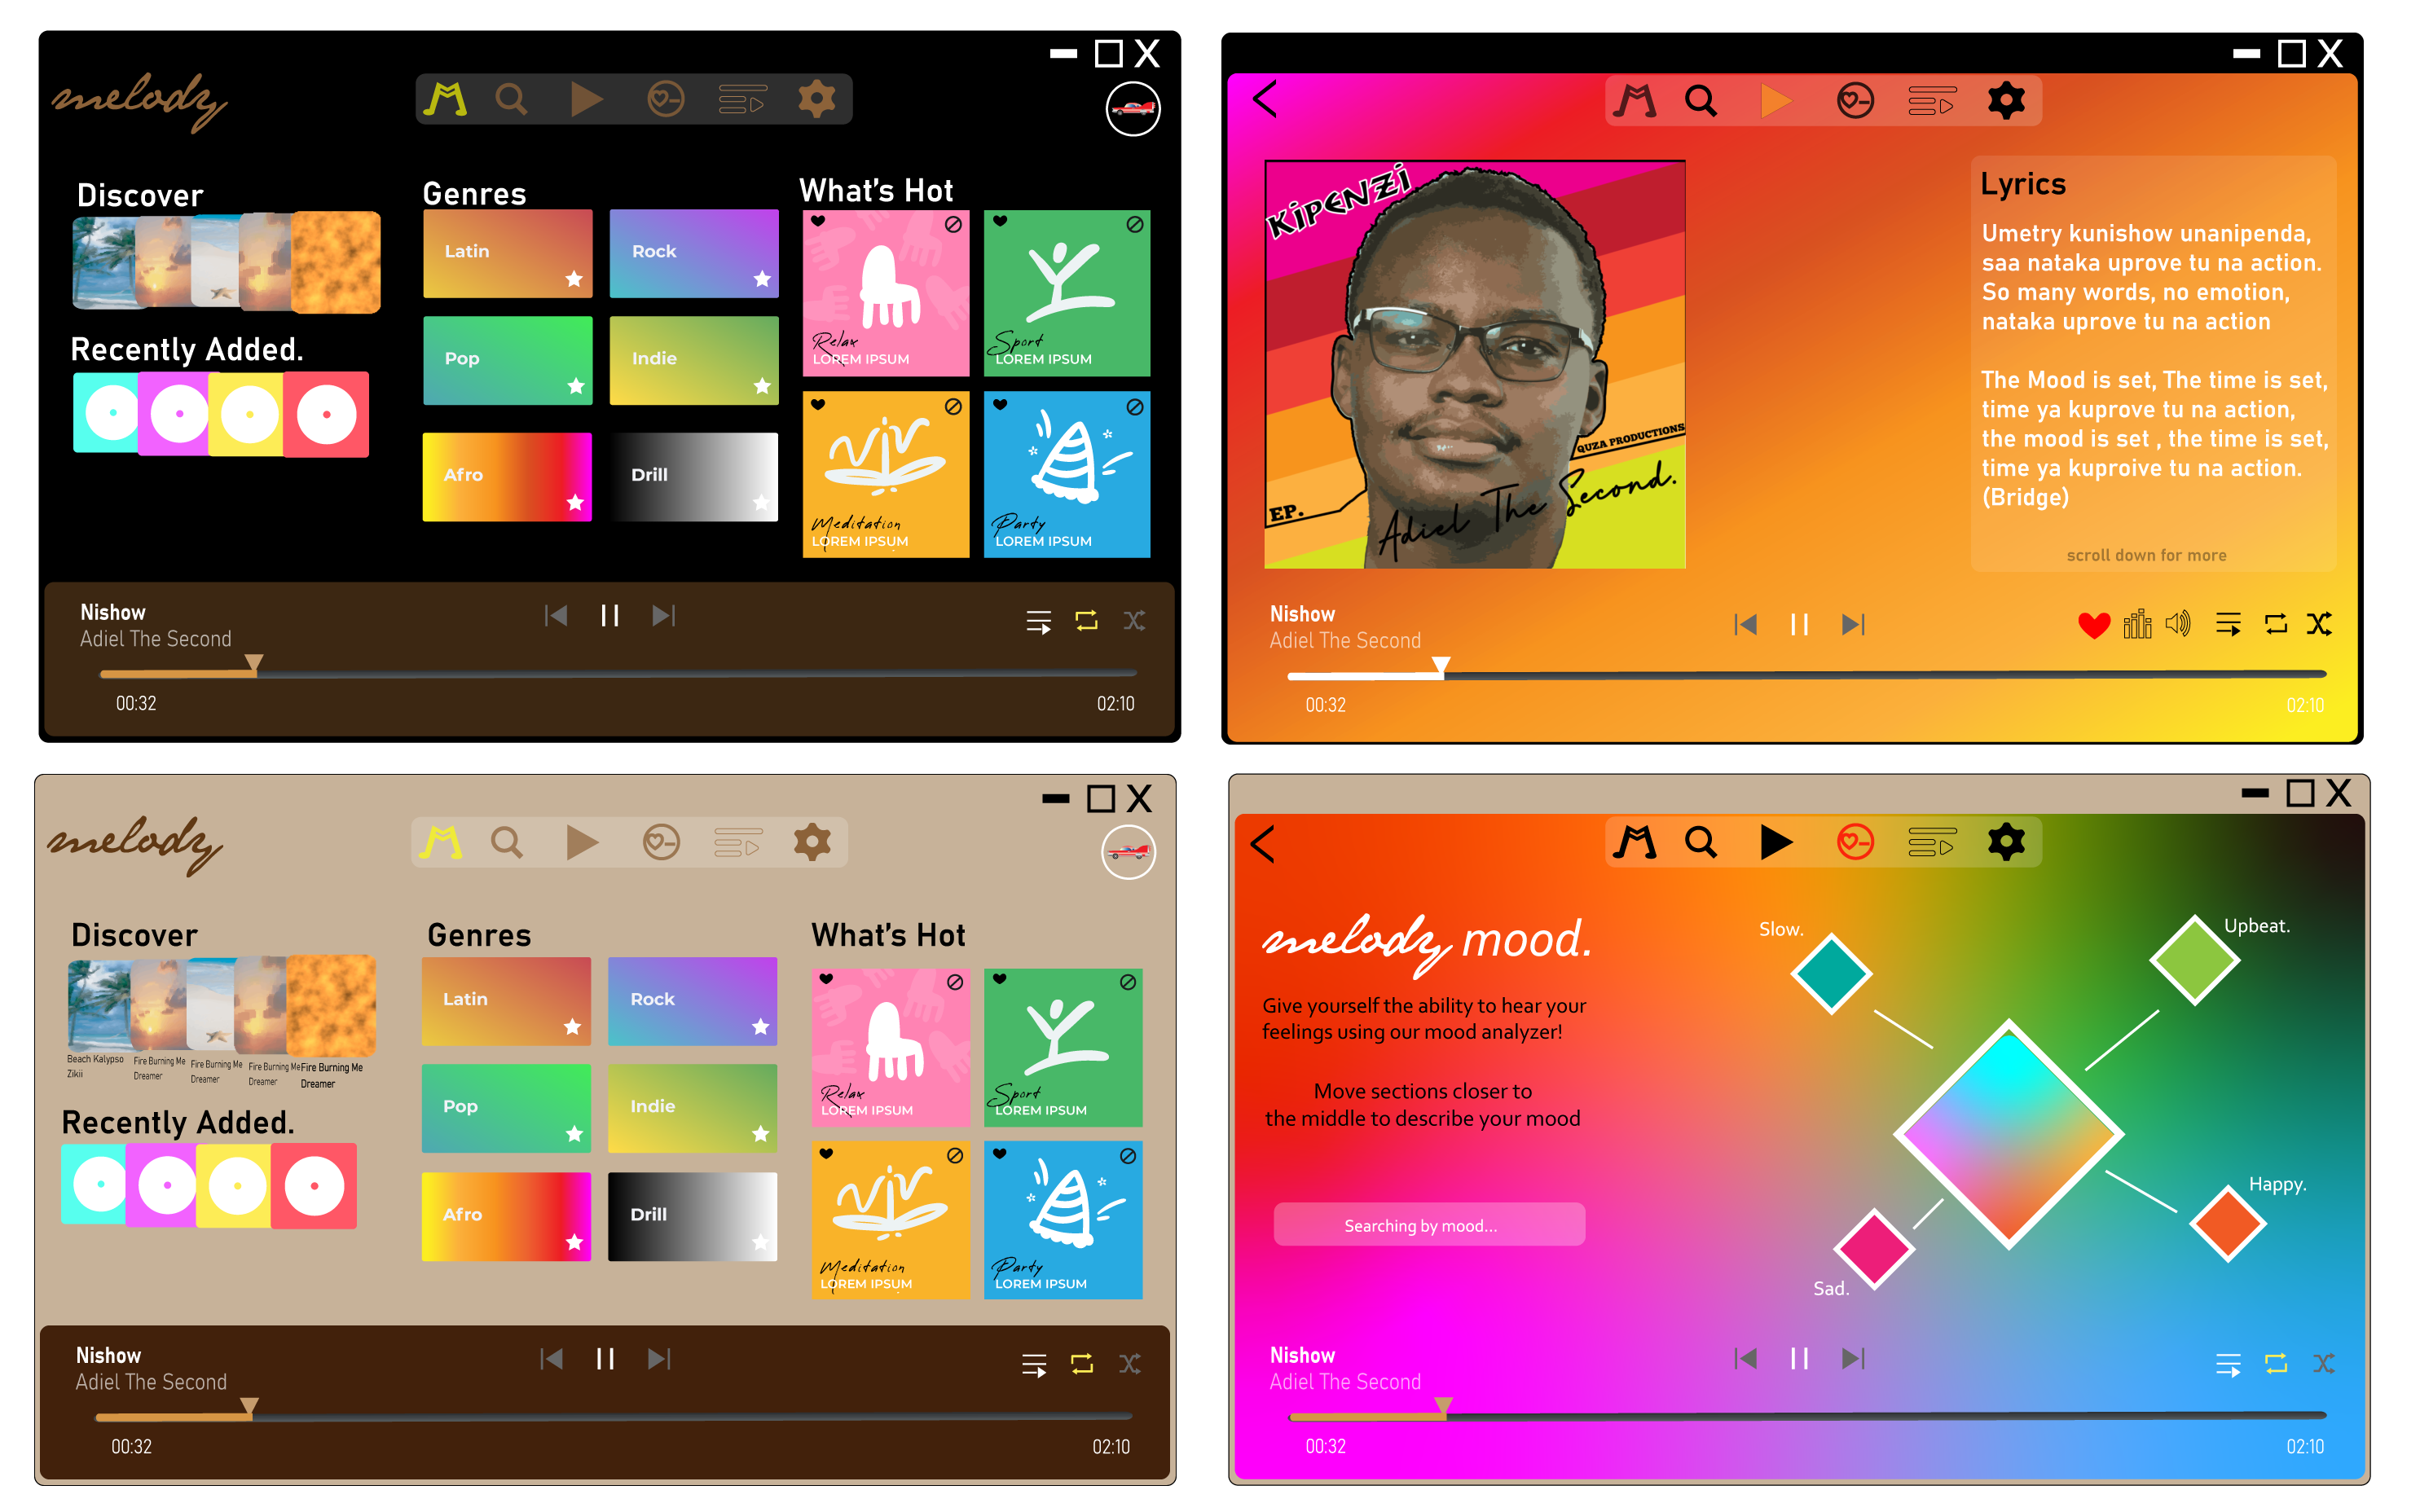 X
melody
Discover
Recently Added.
Genres
Latin
Rock
Pop
Indie
Afro
Drill
What's Hot
Relax
LOREM IPSUM
Sport
LOREM IPSUM
Meditation
LOREM IPSUM
Party
LOREM IPSUM
Nishow
Adiel The Second
00:32
02:10
X
KIPENZI
QUZA PRODUCTIONS
EP.
Adiel The Second.
Lyrics
Umetry kunishow unanipenda,
saa nataka uprove tu na action.
So many words, no emotion,
nataka uprove tu na action
The Mood is set, The time is set,
time ya kuprove tu na action,
the mood is set , the time is set,
time ya kuproive tu na action.
(Bridge)
scroll down for more
Nishow
Adiel The Second
00:32
02:10
X
melody
Discover
Beach Kalypso
Zikii
Fire Burning Me
Dreamer
Fire Burning Me
Dreamer
Fire Burning Me
Dreamer
Fire Burning Me
Dreamer
Recently Added.
Genres
Latin
Rock
Pop
Indie
Afro
Drill
What's Hot
Relax
LOREM IPSUM
Sport
LOREM IPSUM
Meditation
LOREM IPSUM
Party
LOREM IPSUM
Nishow
Adiel The Second
00:32
02:10
X
melody mood.
Give yourself the ability to hear your
feelings using our mood analyzer!
Move sections closer to
the middle to describe your mood
Searching by mood...
Slow.
Upbeat.
Happy.
Sad.
Nishow
Adiel The Second
00:32
02:10